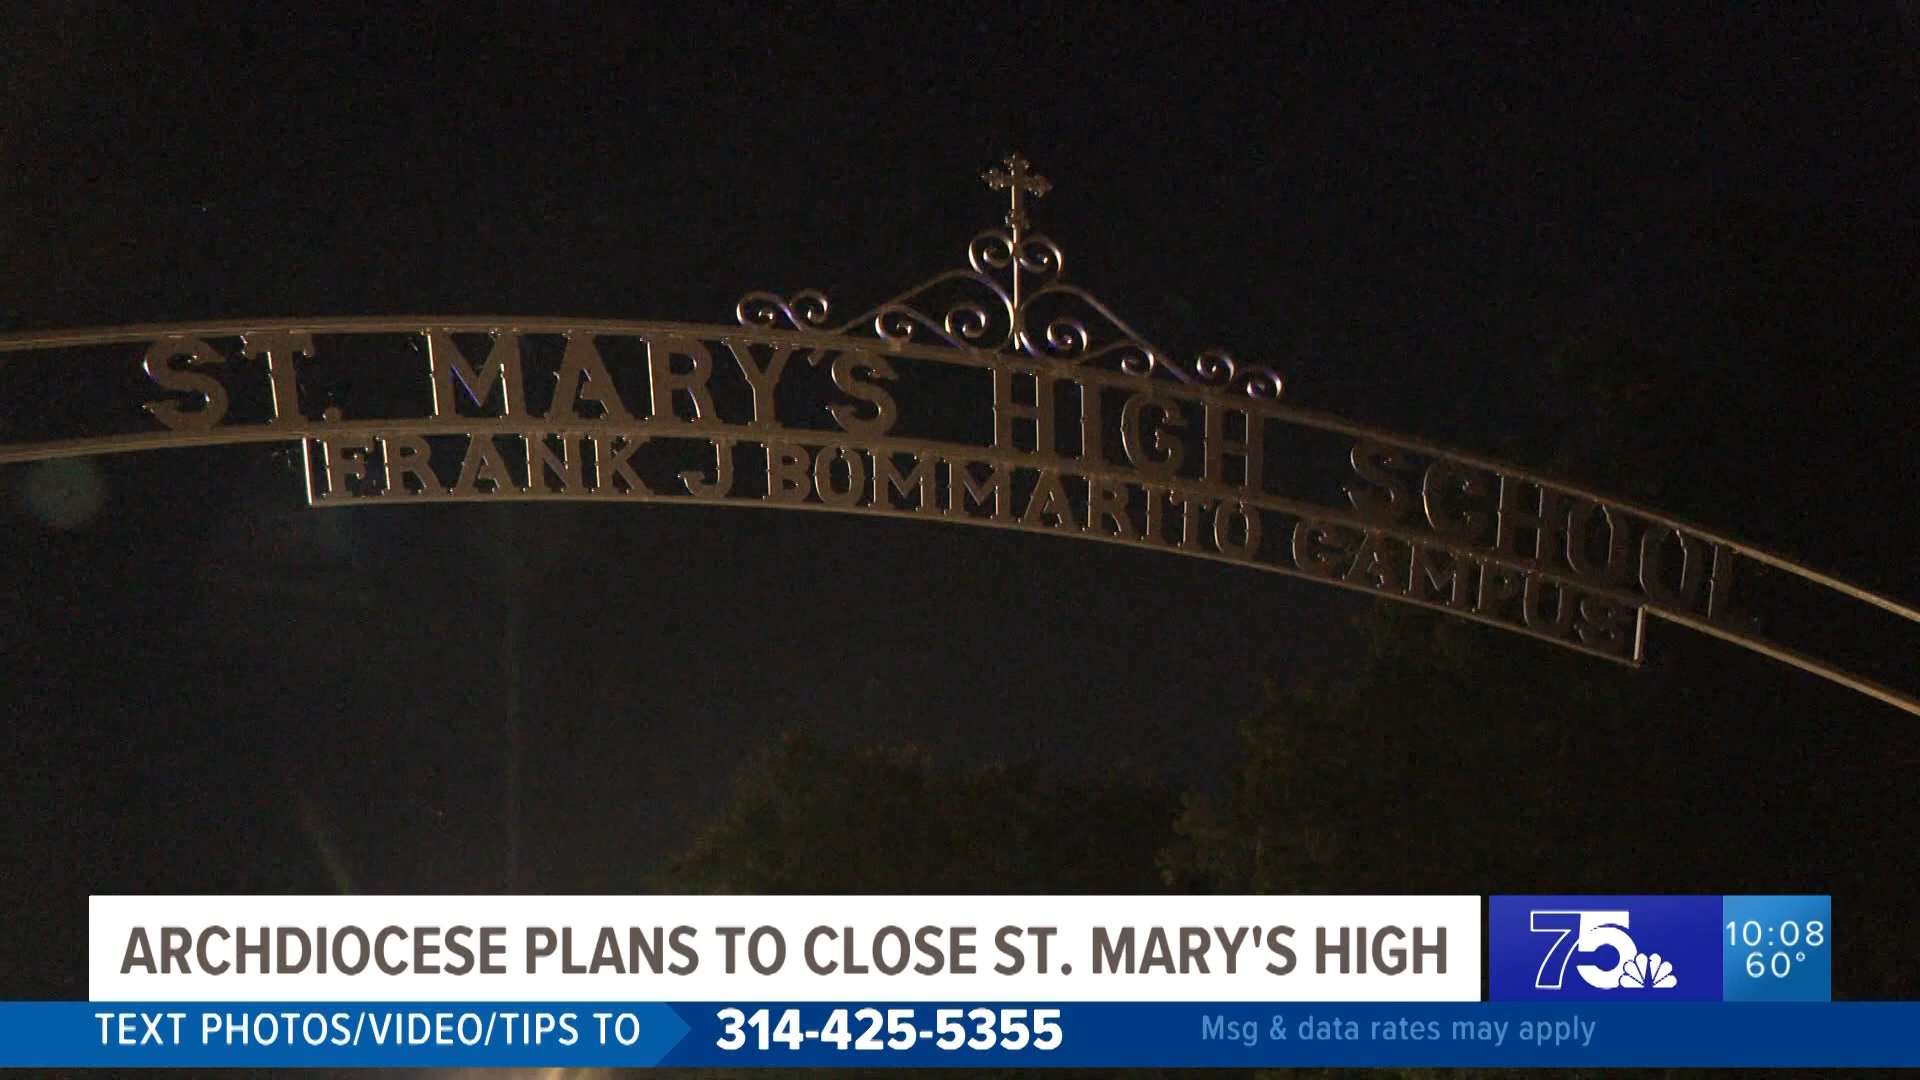 ST. MARY'S HIGH SCHOOL
FRANK J BOMMARITO CAMPUS
ARCHDIOCESE PLANS TO CLOSE ST. MARY'S HIGH
75
10:08
60°
TEXT PHOTOS/VIDEO/TIPS TO
314-425-5355
Msg & data rates may apply